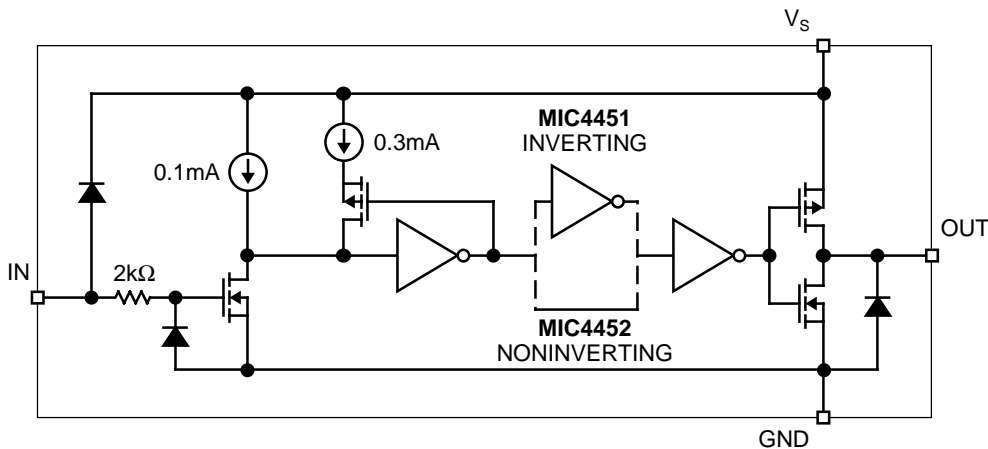 V_S
MIC4451
INVERTING
0.3mA
0.1mA
OUT
IN
2kΩ
MIC4452
NONINVERTING
GND